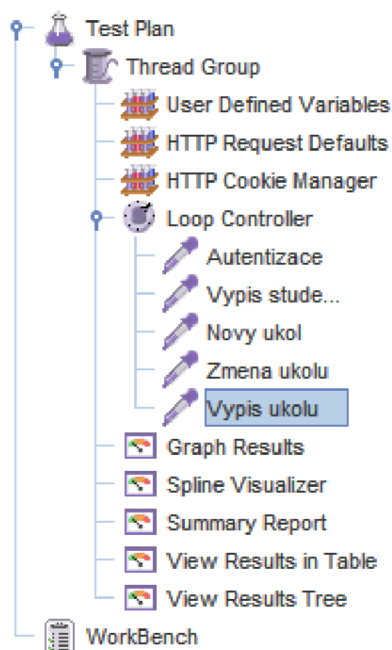 Test Plan
Thread Group
User Defined Variables
HTTP Request Defaults
HTTP Cookie Manager
Loop Controller
Autentizace
Vypis stude...
Novy ukol
Zmena ukolu
Vypis ukolu
Graph Results
Spline Visualizer
Summary Report
View Results in Table
View Results Tree
WorkBench